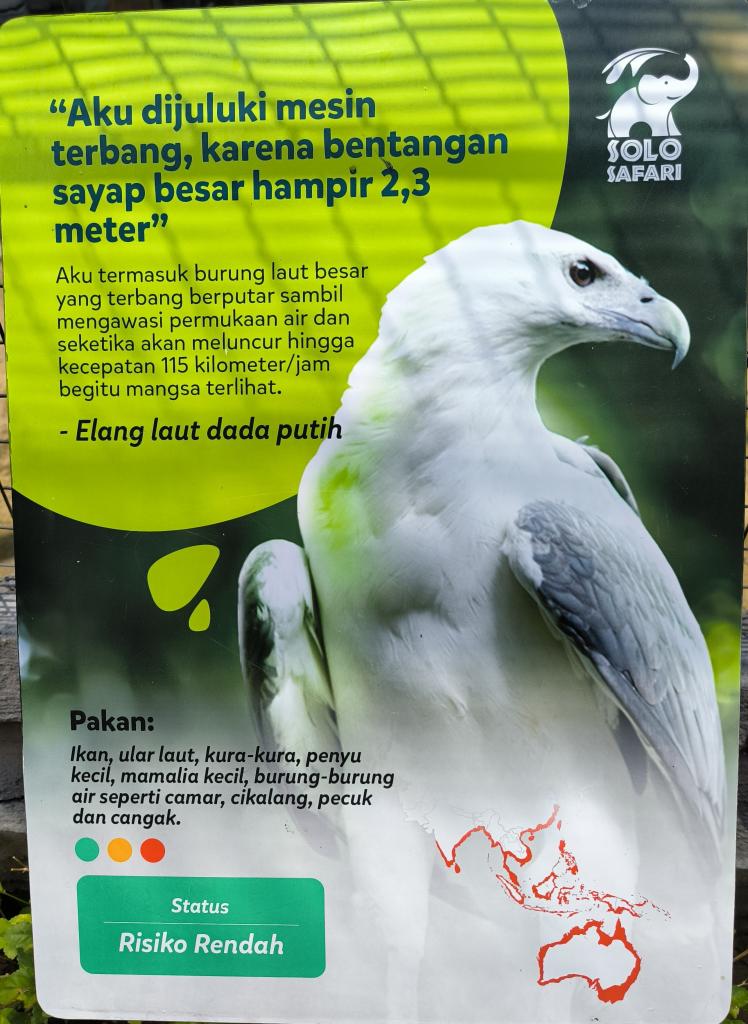 “Aku dijuluki mesin
terbang, karena bentangan
sayap besar hampir 2,3
meter”
Aku termasuk burung laut besar
yang terbang berputar sambil
mengawasi permukaan air dan
seketika akan meluncur hingga
kecepatan 115 kilometer/jam
begitu mangsa terlihat.
- Elang laut dada putih
SOLO
SAFARI
Pakan:
Ikan, ular laut, kura-kura, penyu
kecil, mamalia kecil, burung-burung
air seperti camar, cikalang, pecuk
dan cangak.
Status
Risiko Rendah